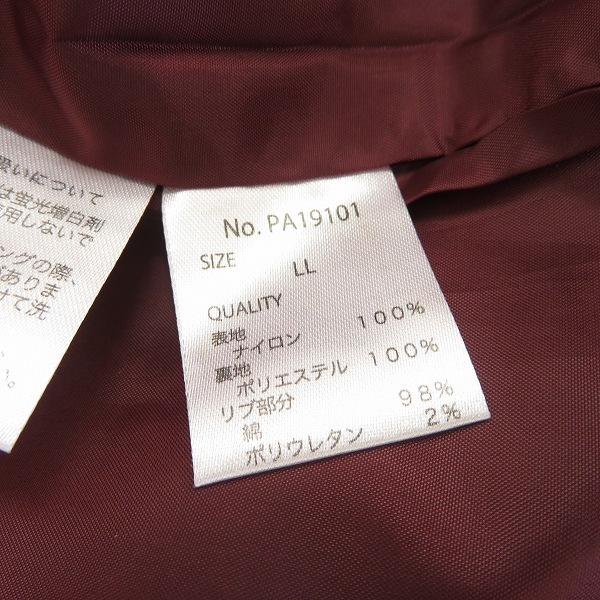 扱いについて
は蛍光増白剤
用しないで
ングの際、
がありま
けて洗
。
No. PA19101
SIZE
LL
QUALITY
表地
ナイロン 100%
裏地
ポリエステル 100%
リブ部分
綿 98%
ポリウレタン 2%